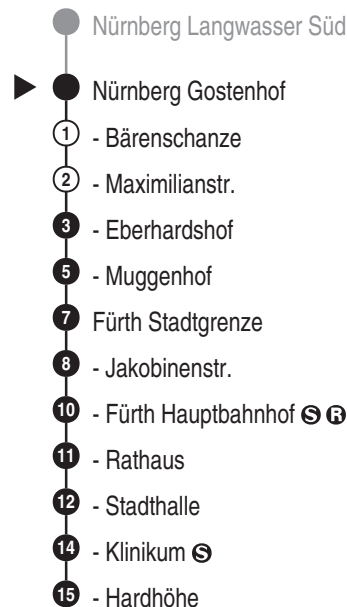 Nürnberg Langwasser Süd
Nürnberg Gostenhof
1 - Bärenschanze
2 - Maximilianstr.
3 - Eberhardshof
5 - Muggenhof
7 Fürth Stadtgrenze
8 - Jakobinenstr.
10 - Fürth Hauptbahnhof S R
11 - Rathaus
12 - Stadthalle
14 - Klinikum S
15 - Hardhöhe